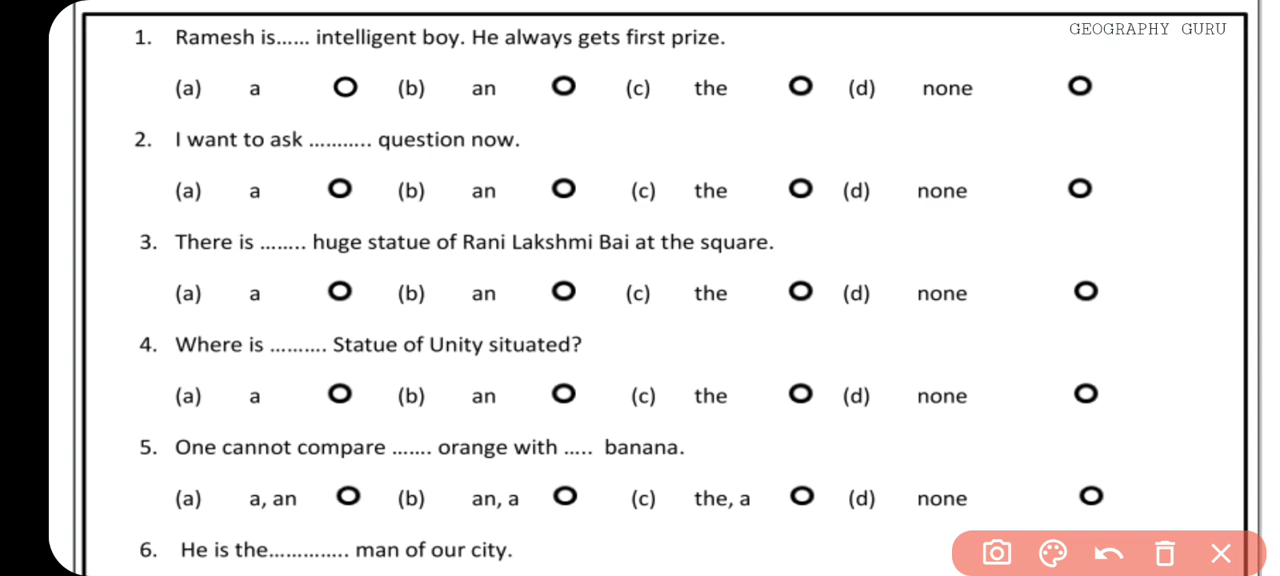 GEOGRAPHY GURU
1. Ramesh is...... intelligent boy. He always gets first prize.
(a) a (b) an (c) the (d) none
2. I want to ask ........... question now.
(a) a (b) an (c) the (d) none
3. There is ........ huge statue of Rani Lakshmi Bai at the square.
(a) a (b) an (c) the (d) none
4. Where is .......... Statue of Unity situated?
(a) a (b) an (c) the (d) none
5. One cannot compare ....... orange with ..... banana.
(a) a, an (b) an, a (c) the, a (d) none
6. He is the.............. man of our city.